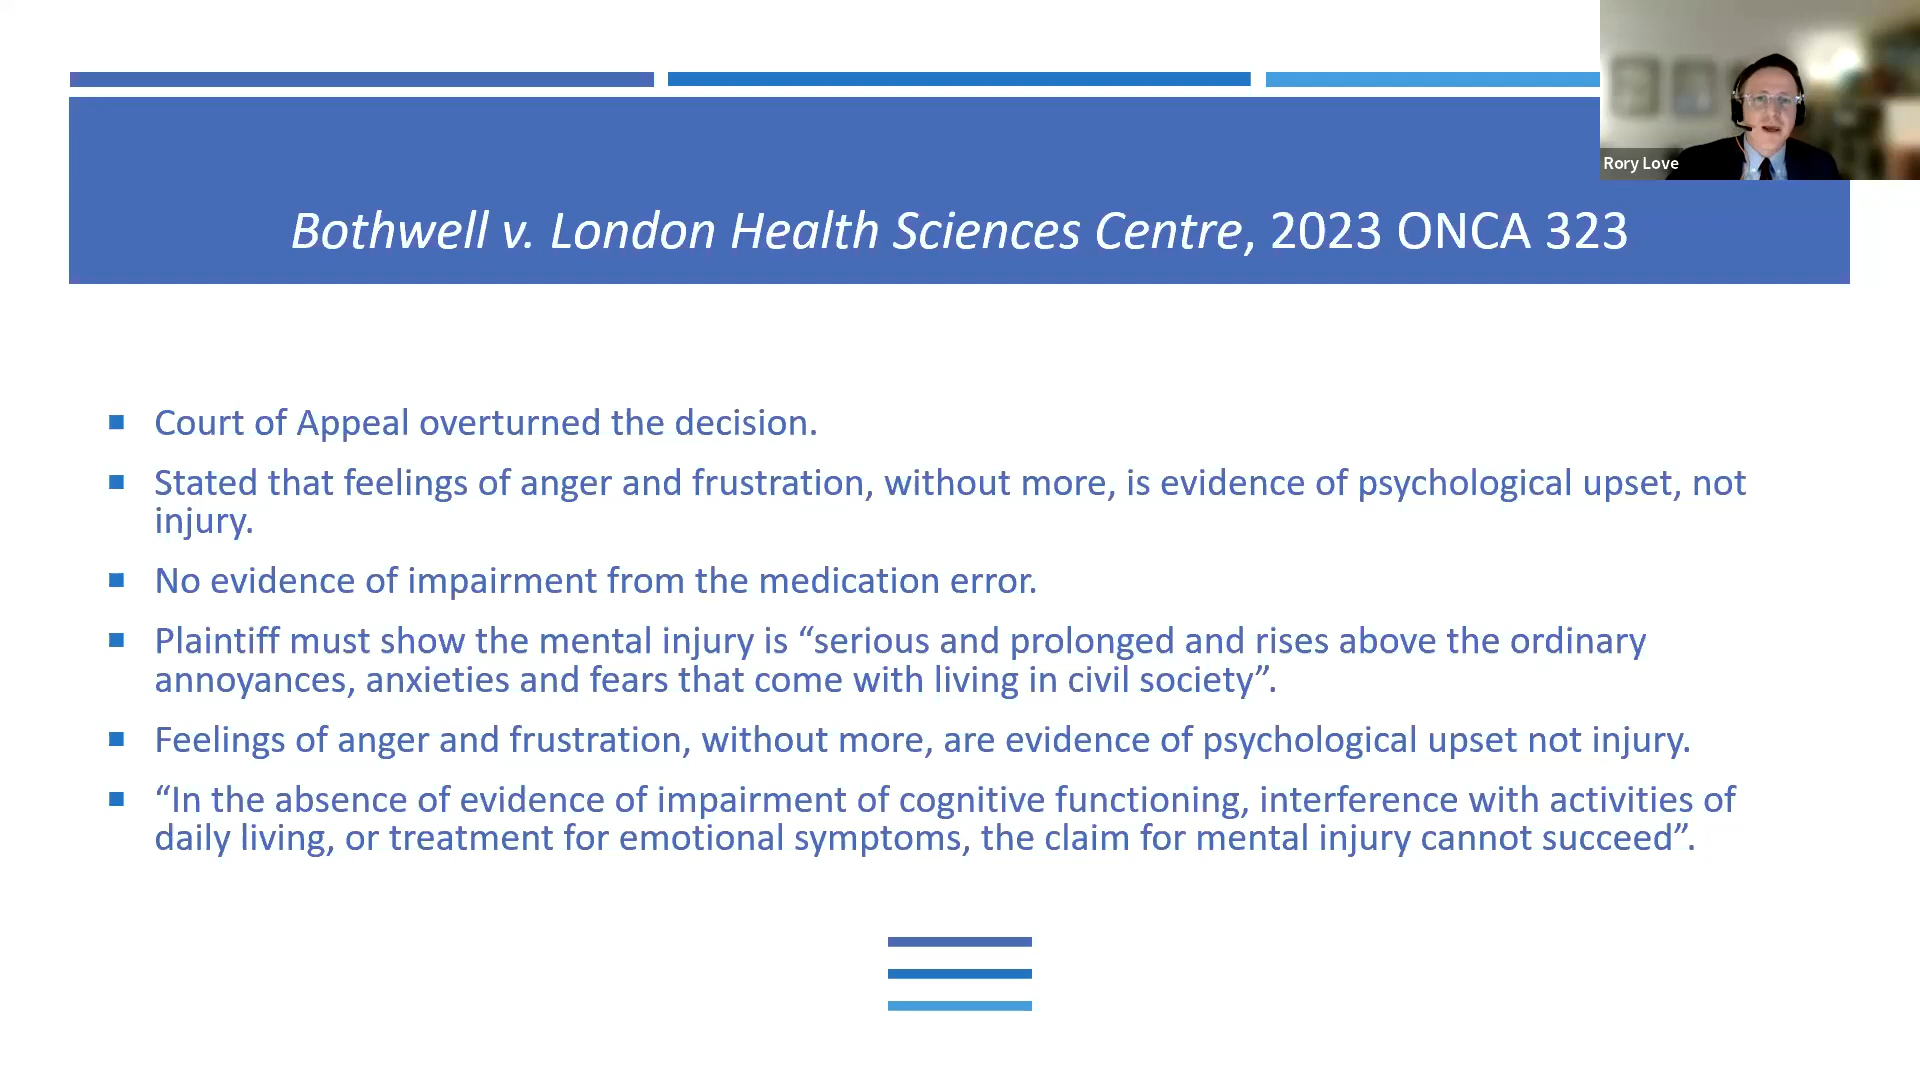 Rory Love
Bothwell v. London Health Sciences Centre, 2023 ONCA 323
Court of Appeal overturned the decision.
Stated that feelings of anger and frustration, without more, is evidence of psychological upset, not
injury.
No evidence of impairment from the medication error.
Plaintiff must show the mental injury is “serious and prolonged and rises above the ordinary
annoyances, anxieties and fears that come with living in civil society”.
Feelings of anger and frustration, without more, are evidence of psychological upset not injury.
“In the absence of evidence of impairment of cognitive functioning, interference with activities of
daily living, or treatment for emotional symptoms, the claim for mental injury cannot succeed”.